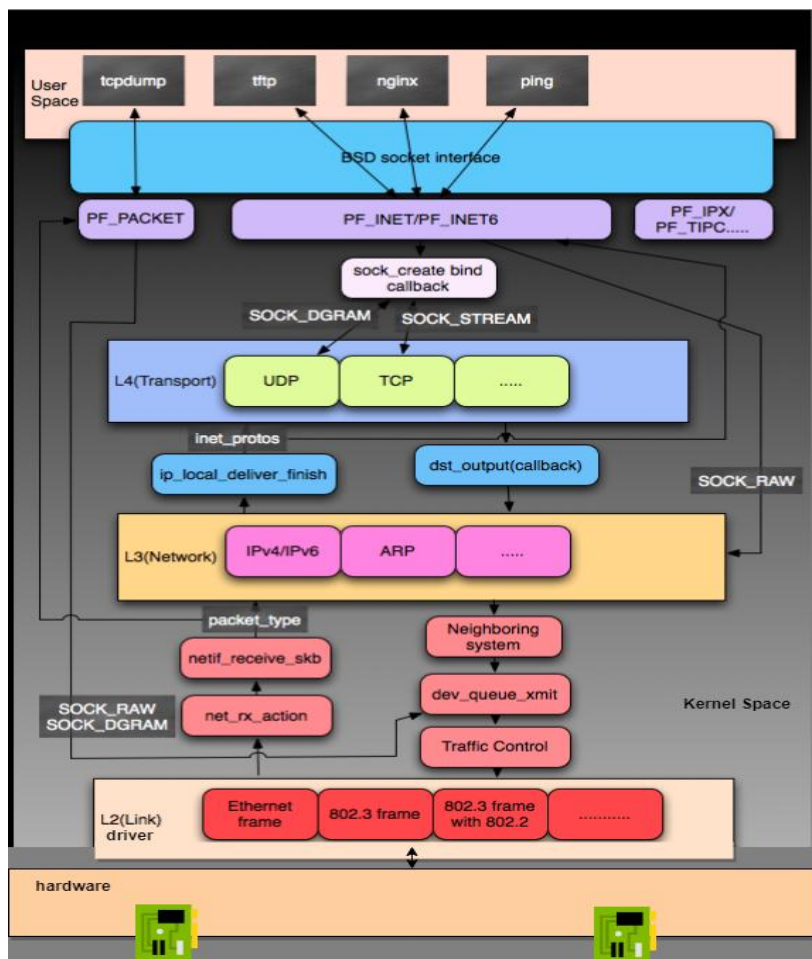 User
Space
tcpdump
tftp
nginx
ping
BSD socket interface
PF_PACKET
PF_INET/PF_INET6
PF_IPX/
PF_TIPC.....
sock_create bind
callback
SOCK_DGRAM
SOCK_STREAM
L4(Transport)
UDP
TCP
.....
inet_protos
ip_local_deliver_finish
dst_output(callback)
SOCK_RAW
L3(Network)
IPv4/IPv6
ARP
.....
packet_type
Neighboring
system
netif_receive_skb
dev_queue_xmit
Kernel Space
SOCK_RAW
SOCK_DGRAM
net_rx_action
Traffic Control
L2(Link)
driver
Ethernet
frame
802.3 frame
802.3 frame
with 802.2
...........
hardware